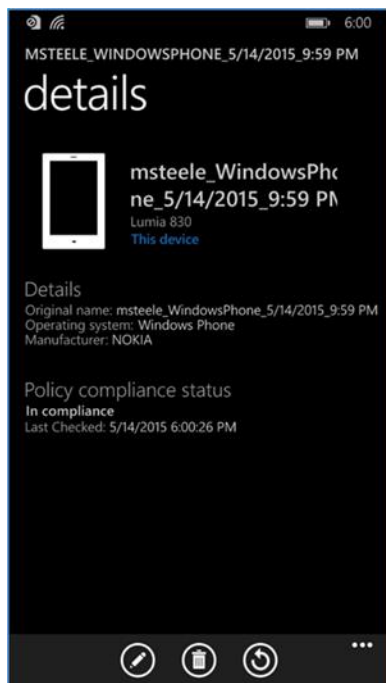 6:00
MSTEELE_WINDOWSPHONE_5/14/2015_9:59 PM
details
msteele_WindowsPho
ne_5/14/2015_9:59 PM
Lumia 830
This device
Details
Original name: msteele_WindowsPhone_5/14/2015_9:59 PM
Operating system: Windows Phone
Manufacturer: NOKIA
Policy compliance status
In compliance
Last Checked: 5/14/2015 6:00:26 PM